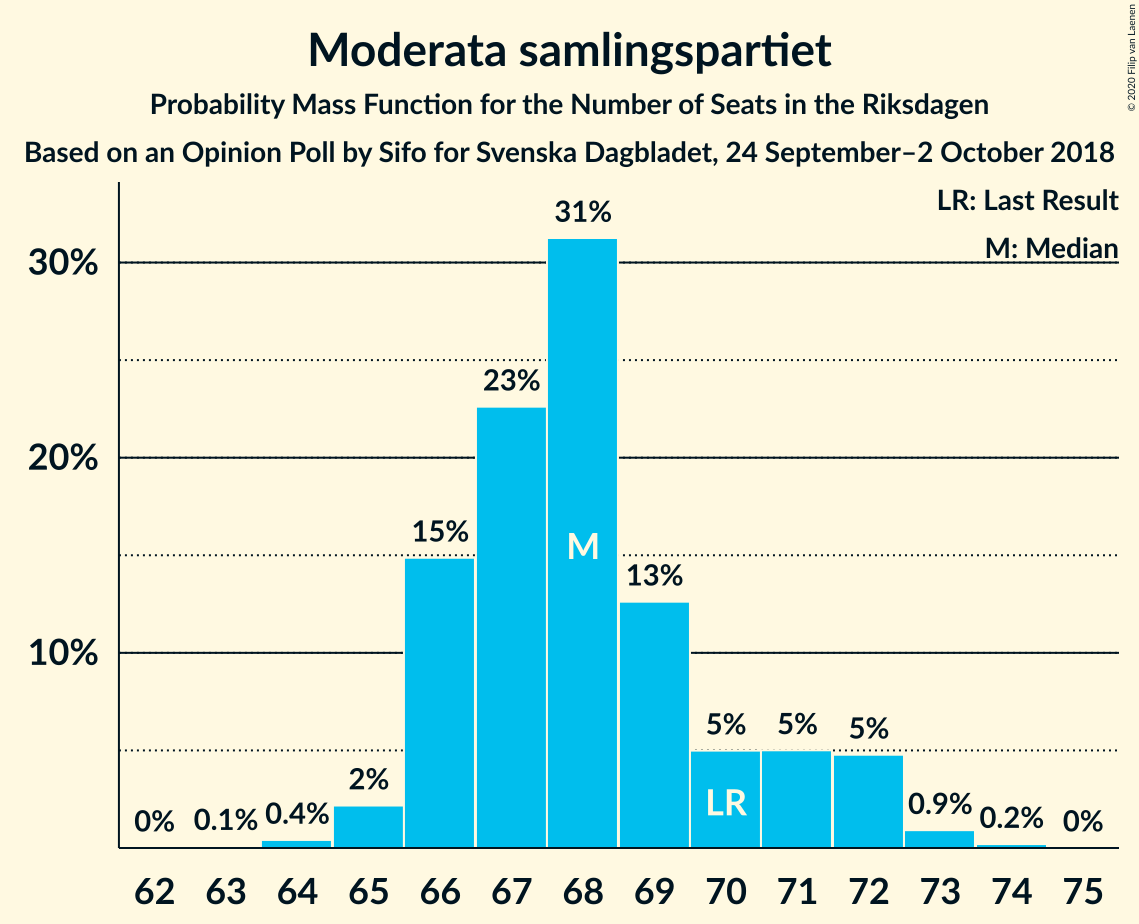 Moderata samlingspartiet
Probability Mass Function for the Number of Seats in the Riksdagen
Based on an Opinion Poll by Sifo for Svenska Dagbladet, 24 September–2 October 2018
© 2020 Filip van Laenen
LR: Last Result
M: Median
30%
20%
10%
0%
0.1%
0.4%
2%
15%
23%
31%
M
13%
5%
LR
5%
5%
0.9%
0.2%
0%
62 63 64 65 66 67 68 69 70 71 72 73 74 75